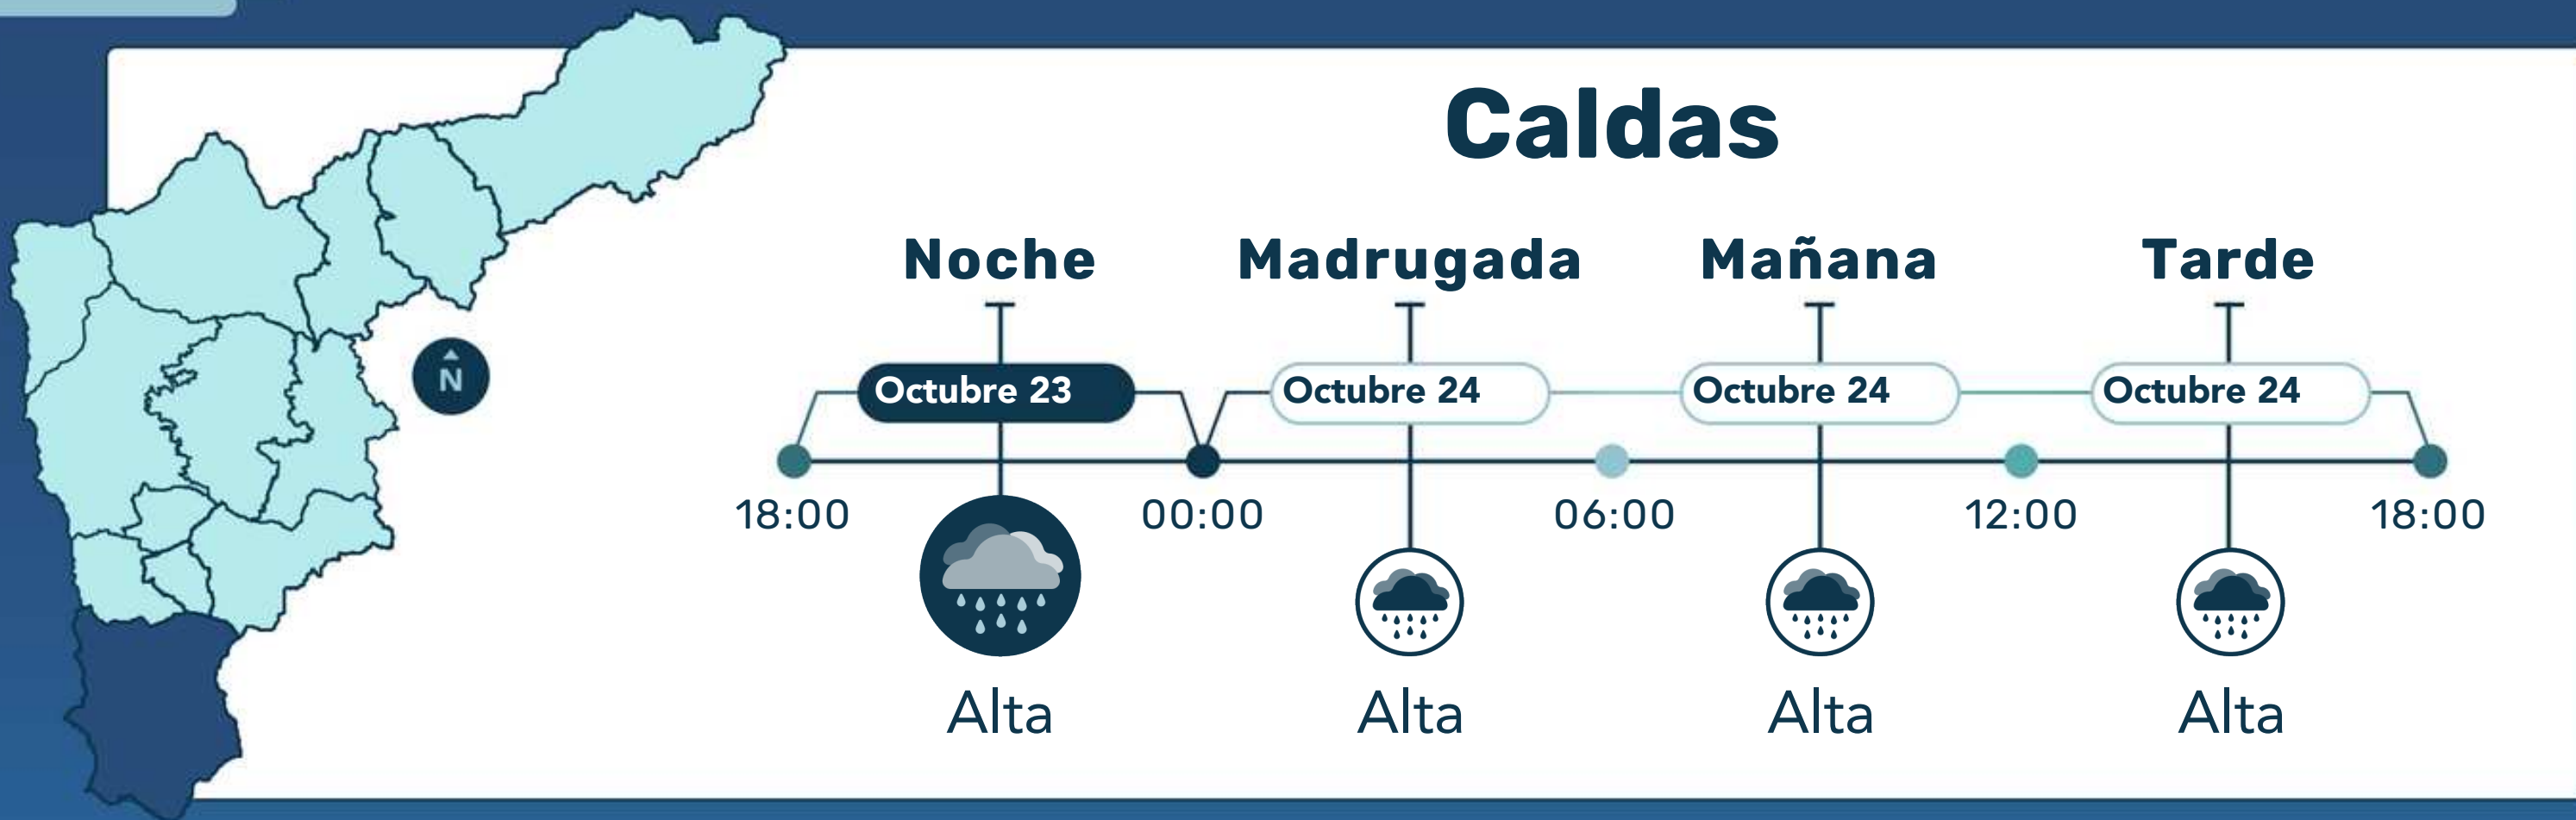 Caldas
Noche Madrugada Mañana Tarde
N
Octubre 23 Octubre 24 Octubre 24 Octubre 24
18:00 00:00 06:00 12:00 18:00
Alta Alta Alta Alta